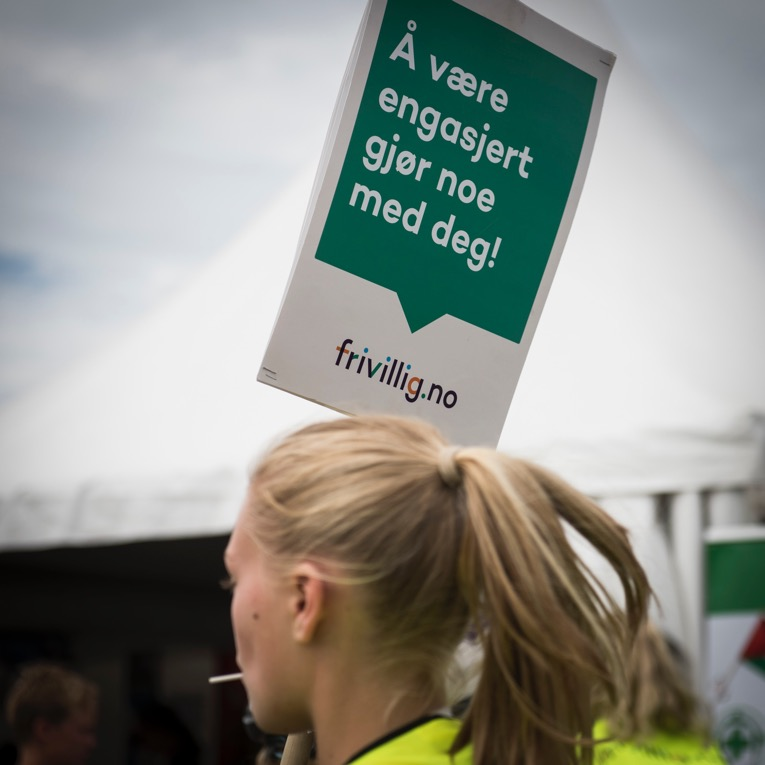 Å være
engasjert
gjør noe
med deg!
frivillig.no